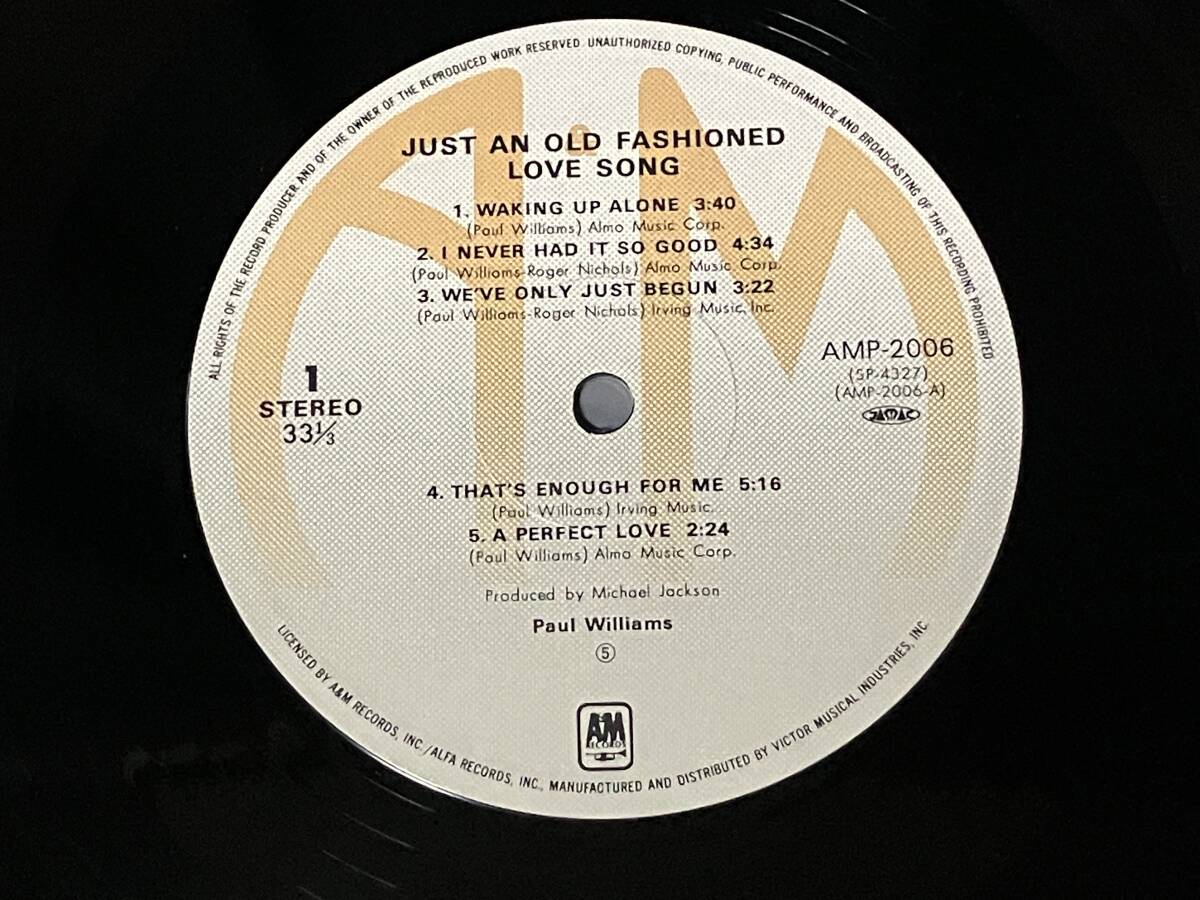 ALL RIGHTS OF THE RECORD PRODUCER AND OF THE OWNER OF THE REPRODUCED WORK RESERVED. UNAUTHORIZED COPYING, PUBLIC PERFORMANCE AND BROADCASTING OF THIS RECORDING PROHIBITED
JUST AN OLD FASHIONED
LOVE SONG
1. WAKING UP ALONE 3:40
(Paul Williams) Almo Music Corp.
2. I NEVER HAD IT SO GOOD 4:34
(Paul Williams-Roger Nichols) Almo Music Corp.
3. WE'VE ONLY JUST BEGUN 3:22
(Paul Williams-Roger Nichols) Irving Music, Inc.
1
STEREO
33⅓
AMP-2006
(SP-4327)
(AMP-2006-A)
JASRAC
4. THAT'S ENOUGH FOR ME 5:16
(Paul Williams) Irving Music.
5. A PERFECT LOVE 2:24
(Paul Williams) Almo Music Corp.
Produced by Michael Jackson
Paul Williams
⑤
A&M
RECORDS
LICENSED BY A&M RECORDS, INC./ALFA RECORDS, INC., MANUFACTURED AND DISTRIBUTED BY VICTOR MUSICAL INDUSTRIES, INC.